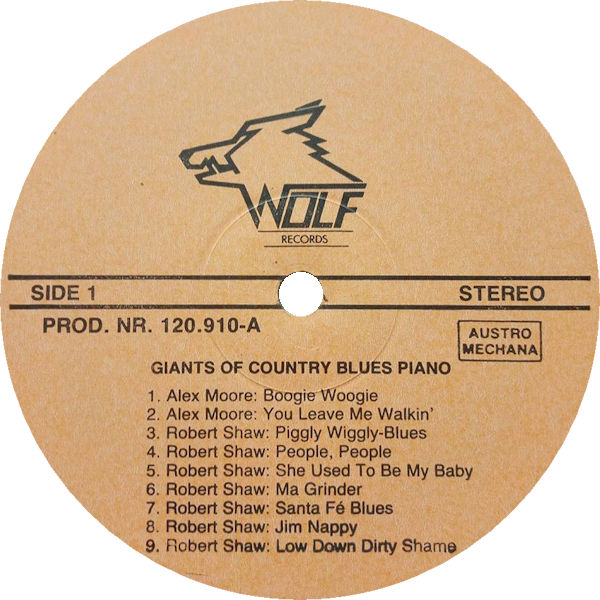 WOLF
RECORDS
SIDE 1
STEREO
PROD. NR. 120.910-A
AUSTRO
MECHANA
GIANTS OF COUNTRY BLUES PIANO
1. Alex Moore: Boogie Woogie
2. Alex Moore: You Leave Me Walkin'
3. Robert Shaw: Piggly Wiggly-Blues
4. Robert Shaw: People, People
5. Robert Shaw: She Used To Be My Baby
6. Robert Shaw: Ma Grinder
7. Robert Shaw: Santa Fé Blues
8. Robert Shaw: Jim Nappy
9. Robert Shaw: Low Down Dirty Shame